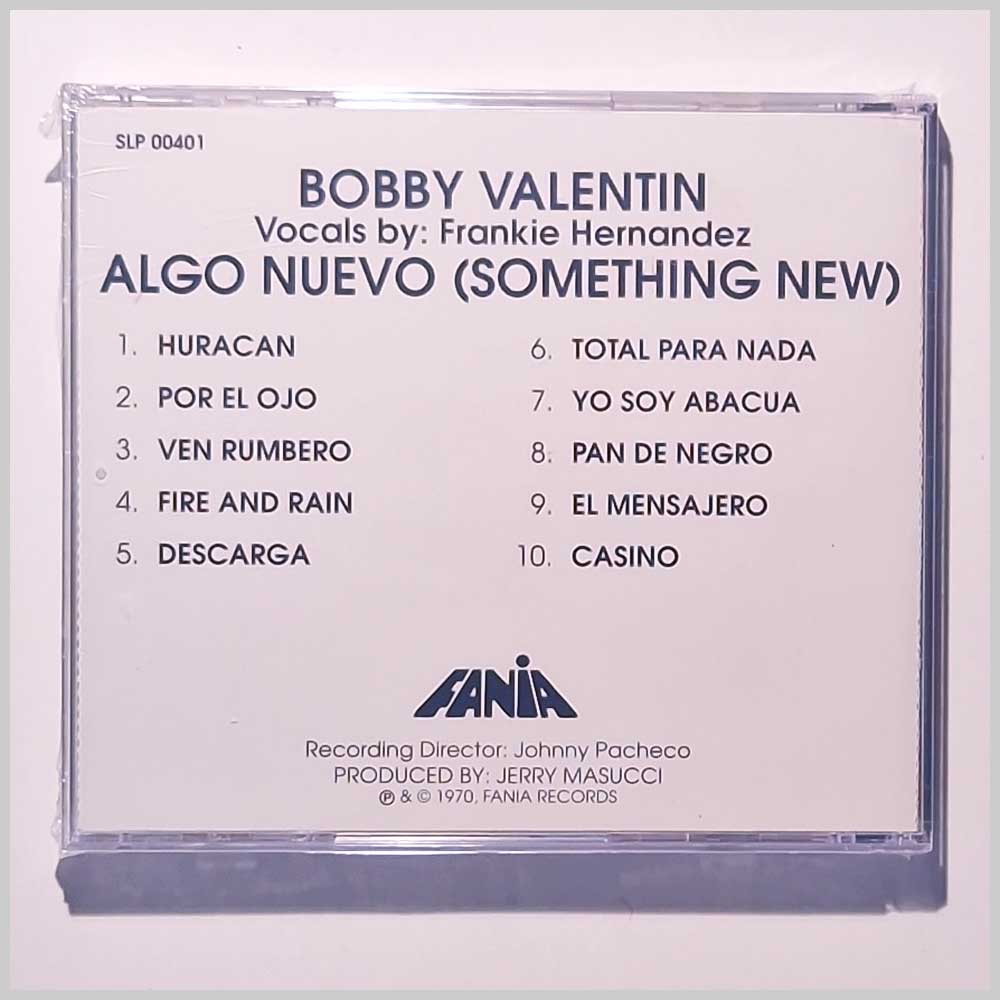 SLP 00401
BOBBY VALENTIN
Vocals by: Frankie Hernandez
ALGO NUEVO (SOMETHING NEW)
1. HURACAN
2. POR EL OJO
3. VEN RUMBERO
4. FIRE AND RAIN
5. DESCARGA
6. TOTAL PARA NADA
7. YO SOY ABACUA
8. PAN DE NEGRO
9. EL MENSAJERO
10. CASINO
FANIA
Recording Director: Johnny Pacheco
PRODUCED BY: JERRY MASUCCI
℗ & © 1970, FANIA RECORDS